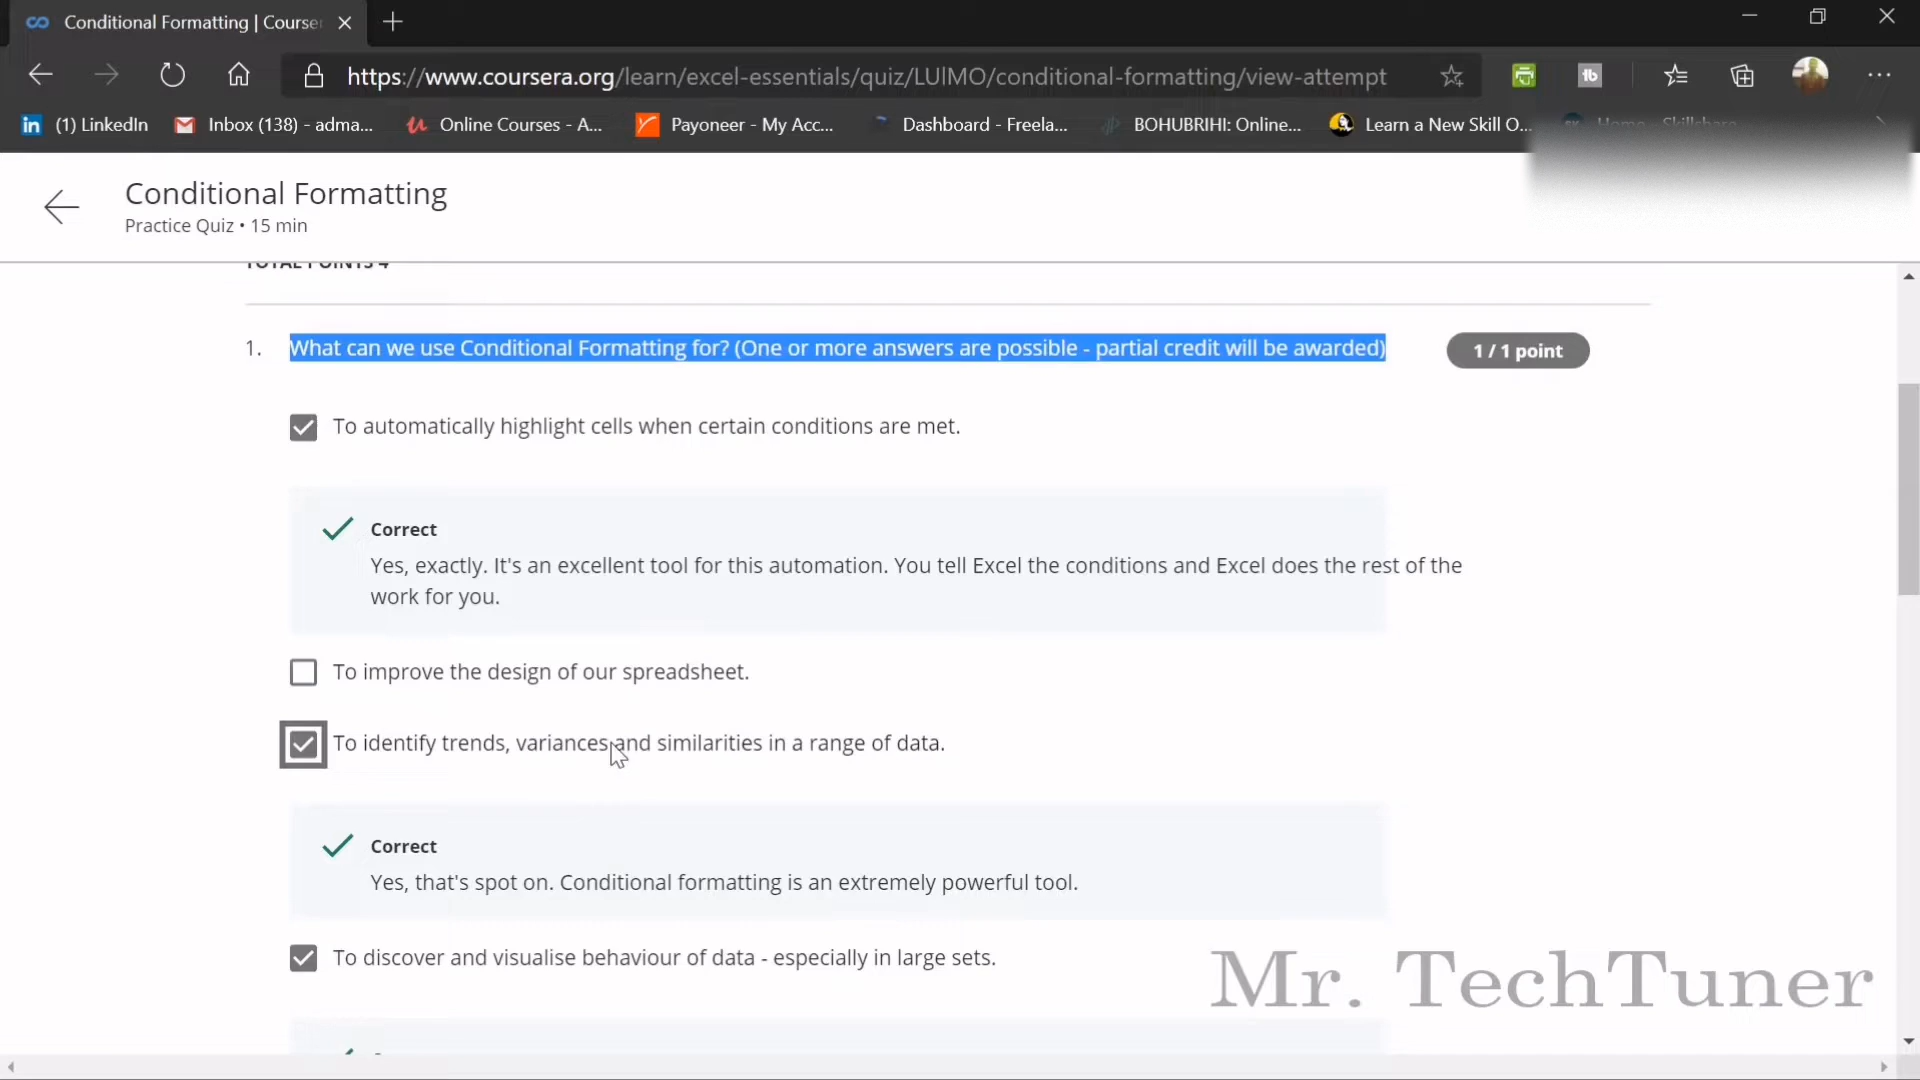 Conditional Formatting | Course
https://www.coursera.org/learn/excel-essentials/quiz/LUlMO/conditional-formatting/view-attempt
(1) LinkedIn
Inbox (138) - adma...
Online Courses - A...
Payoneer - My Acc...
Dashboard - Freela...
BOHUBRIHI: Online...
Learn a New Skill O...
Home - Skillshare
Conditional Formatting
Practice Quiz • 15 min
TOTAL POINTS 4
1. What can we use Conditional Formatting for? (One or more answers are possible - partial credit will be awarded)
1 / 1 point
To automatically highlight cells when certain conditions are met.
Correct
Yes, exactly. It's an excellent tool for this automation. You tell Excel the conditions and Excel does the rest of the
work for you.
To improve the design of our spreadsheet.
To identify trends, variances and similarities in a range of data.
Correct
Yes, that's spot on. Conditional formatting is an extremely powerful tool.
To discover and visualise behaviour of data - especially in large sets.
Mr. TechTuner